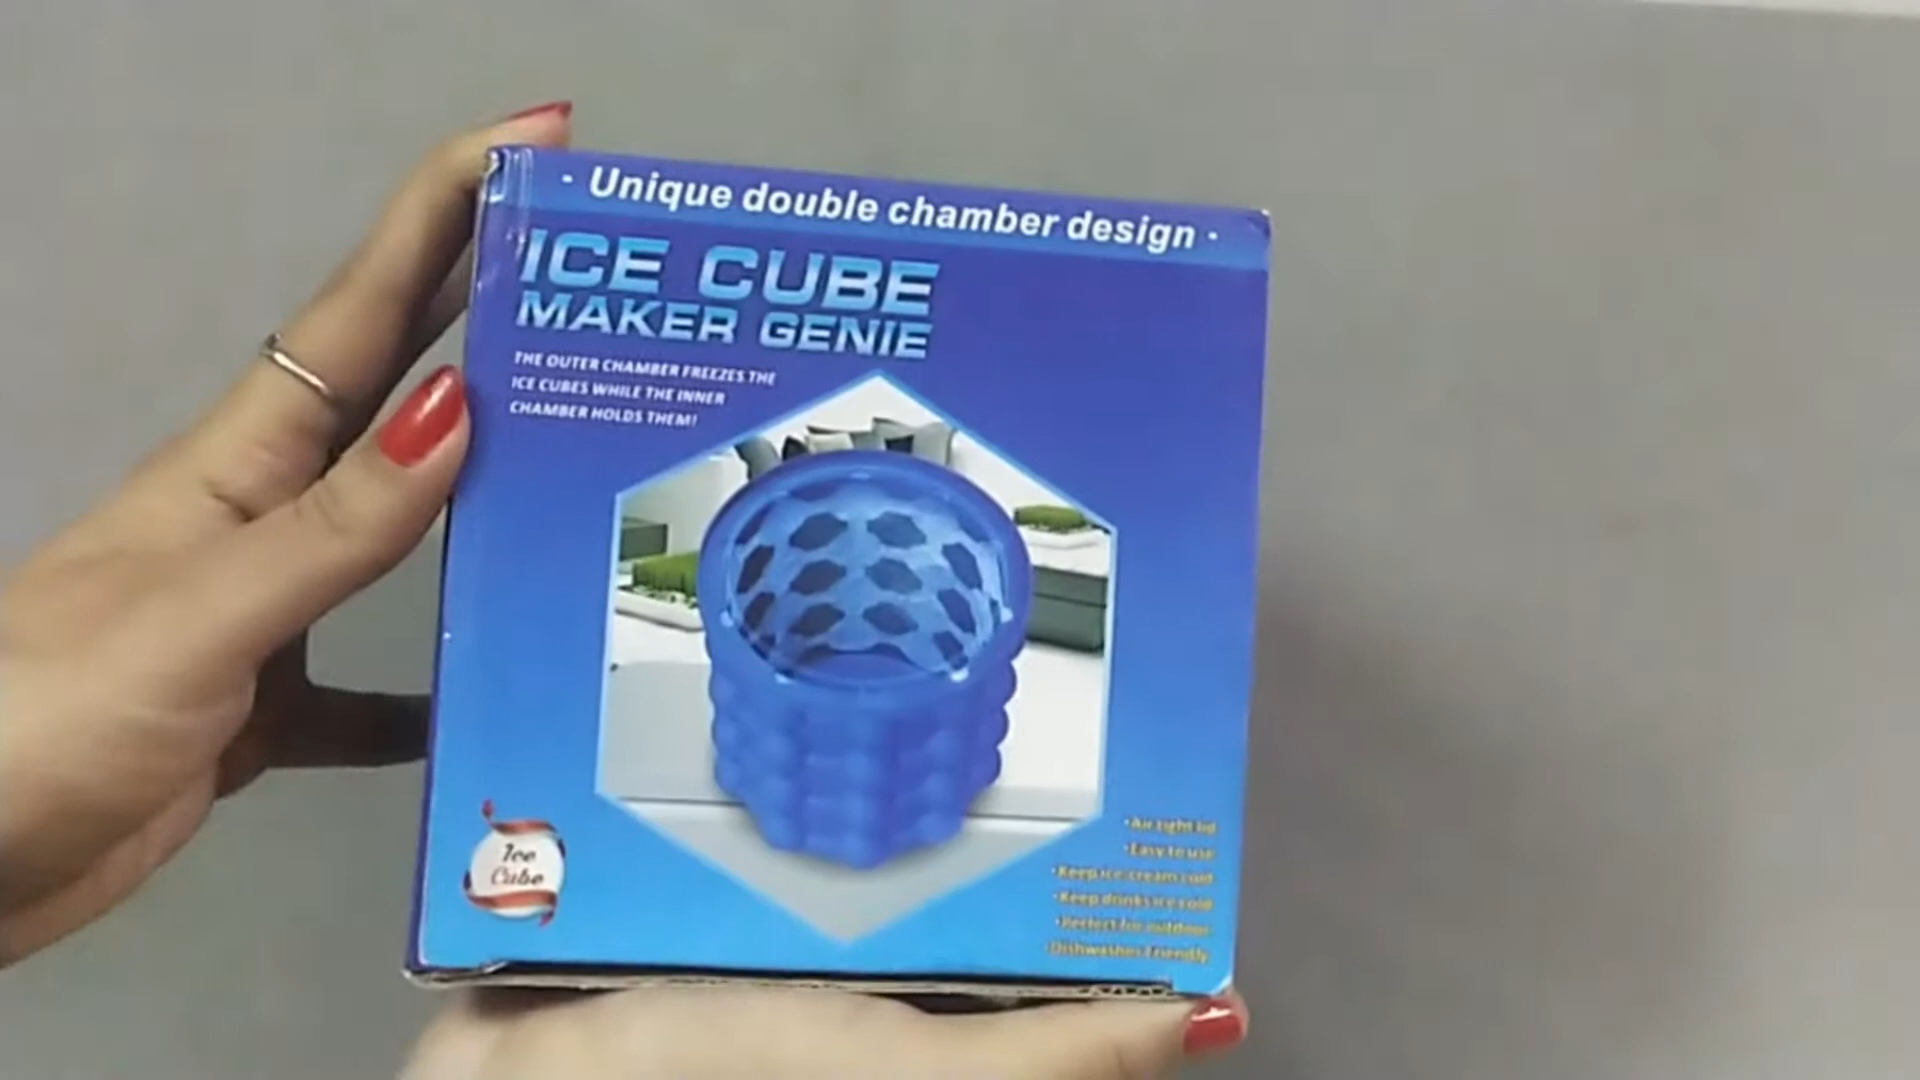 · Unique double chamber design ·
ICE CUBE
MAKER GENIE
THE OUTER CHAMBER FREEZES THE
ICE CUBES WHILE THE INNER
CHAMBER HOLDS THEM!
Ice
Cube
•Air tight lid
•Easy to use
•Keep ice cream cold
•Keep drinks ice cold
•Perfect for outdoor
•Dishwasher Friendly